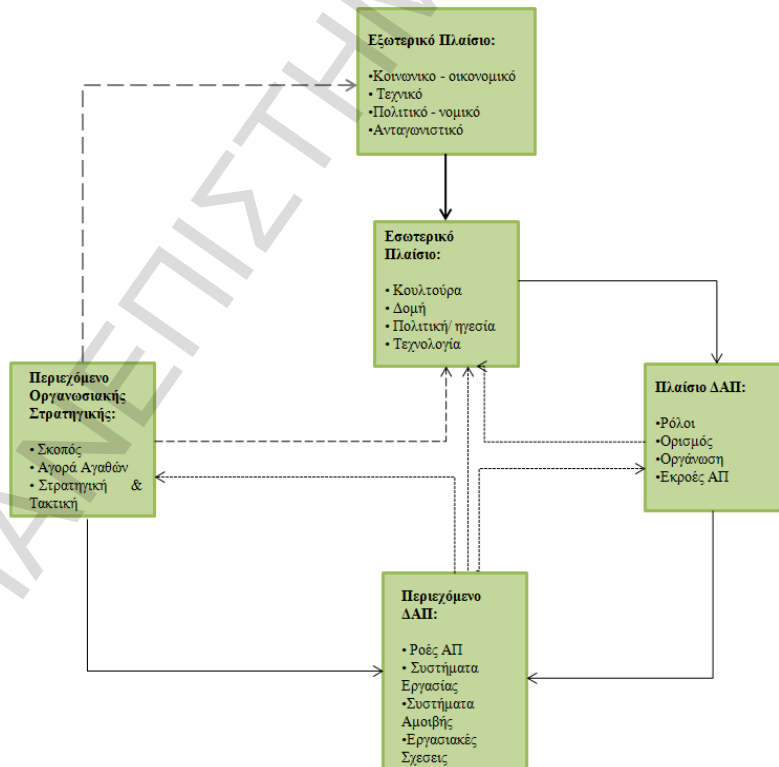 Εξωτερικό Πλαίσιο:
•Κοινωνικο - οικονομικό
• Τεχνικό
•Πολιτικό - νομικό
•Ανταγωνιστικό
Εσωτερικό
Πλαίσιο:
• Κουλτούρα
• Δομή
• Πολιτική/ ηγεσία
• Τεχνολογία
Περιεχόμενο
Οργανωσιακής
Στρατηγικής:
• Σκοπός
• Αγορά Αγαθών
• Στρατηγική &
Τακτική
Πλαίσιο ΔΑΠ:
•Ρόλοι
•Ορισμός
•Οργάνωση
•Εκροές ΑΠ
Περιεχόμενο
ΔΑΠ:
• Ροές ΑΠ
• Συστήματα
Εργασίας
•Συστήματα
Αμοιβής
•Εργασιακές
Σχεσεις
ΠΑΝΕΠΙΣΤΗΜ